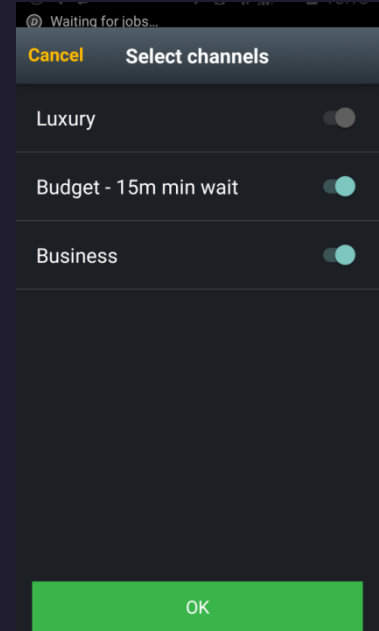 Waiting for jobs...
Cancel Select channels
Luxury
Budget - 15m min wait
Business
OK